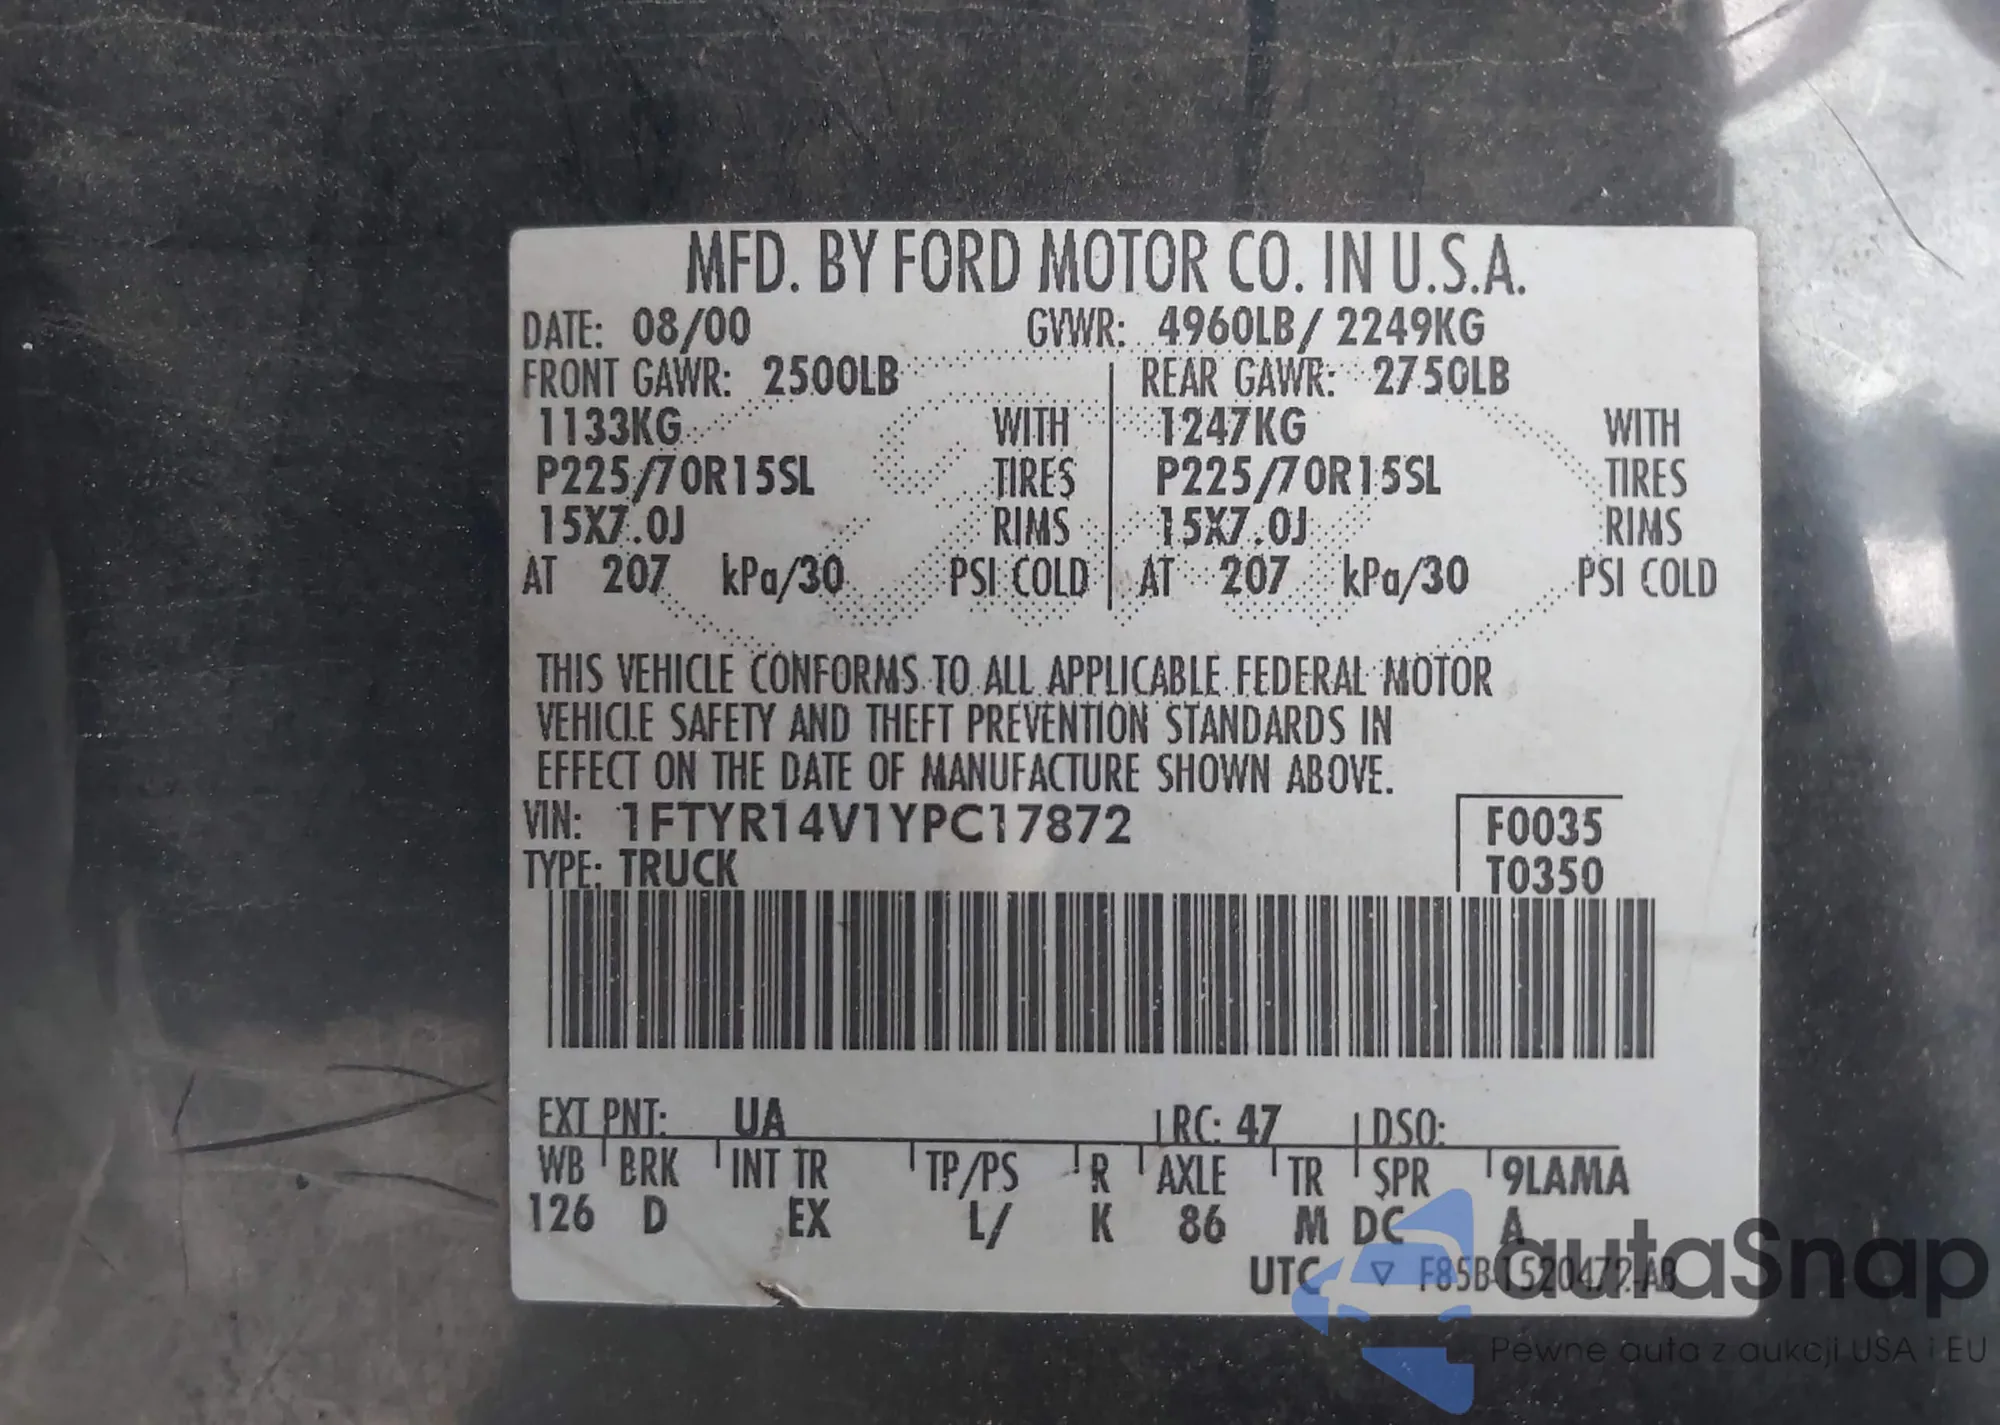 MFD. BY FORD MOTOR CO. IN U.S.A.
DATE: 08/00 GVWR: 4960LB/ 2249KG
FRONT GAWR: 2500LB REAR GAWR: 2750LB
1133KG WITH 1247KG WITH
P225/70R15SL TIRES P225/70R15SL TIRES
15X7.0J RIMS 15X7.0J RIMS
AT 207 kPa/30 PSI COLD AT 207 kPa/30 PSI COLD
THIS VEHICLE CONFORMS TO ALL APPLICABLE FEDERAL MOTOR
VEHICLE SAFETY AND THEFT PREVENTION STANDARDS IN
EFFECT ON THE DATE OF MANUFACTURE SHOWN ABOVE.
VIN: 1FTYR14V1YPC17872 F0035
TYPE: TRUCK T0350
EXT PNT: UA RC: 47 DSO:
WB BRK INT TR TP/PS R AXLE TR SPR 9LAMA
126 D EX L/ K 86 M DC A
UTC ▽ F85B-1520472-AB
autaSnap
Pewne auta z aukcji USA i EU